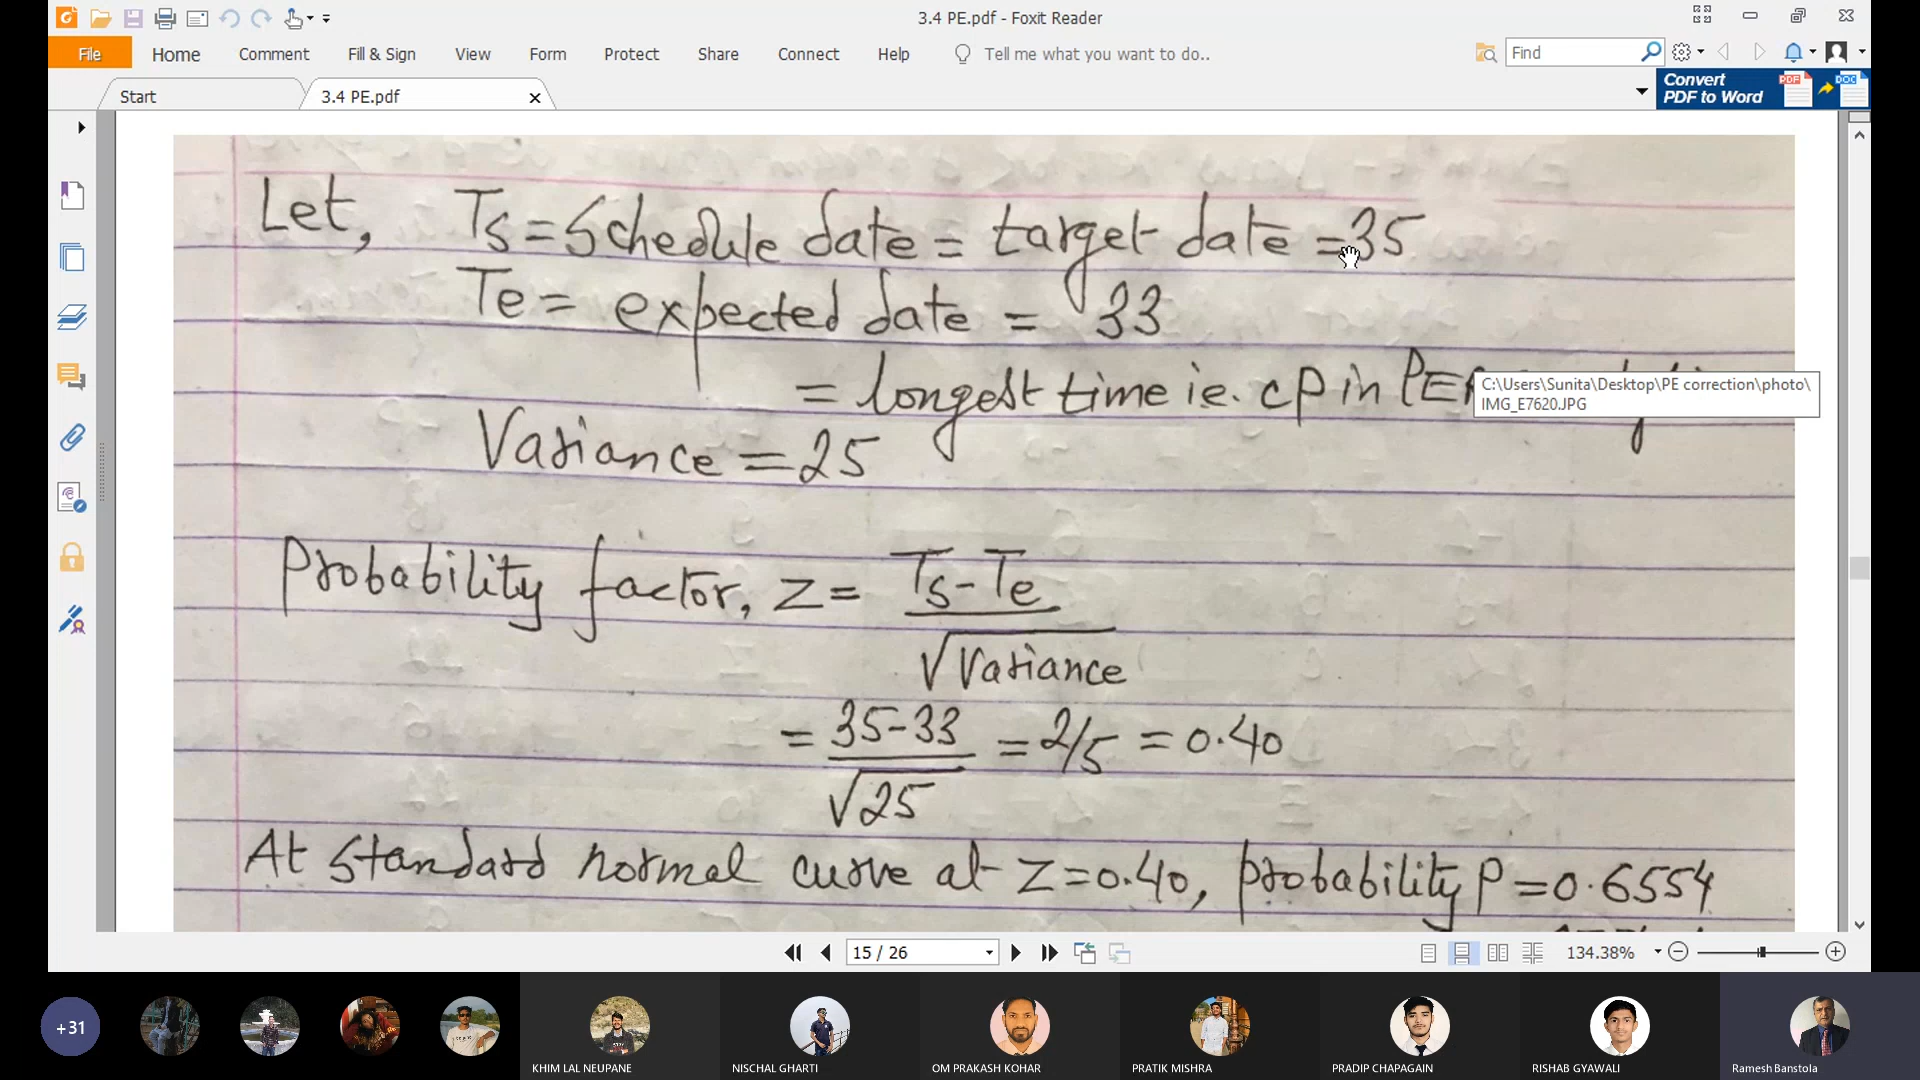 3.4 PE.pdf - Foxit Reader
File Home Comment Fill & Sign View Form Protect Share Connect Help Tell me what you want to do.. Find
Start 3.4 PE.pdf
Convert
PDF to Word
PDF DOC
Let, Ts = Schedule date = target date = 35
Te = expected date = 33
= longest time ie. CP in PER
C:\Users\Sunita\Desktop\PE correction\photo\
IMG_E7620.JPG
Variance = 25
Probability factor, Z = Ts - Te
√Variance
= 35-33 = 2/5 = 0.40
√25
At Standard normal curve at Z = 0.40, probability P = 0.6554
15 / 26 134.38%
+31
KHIM LAL NEUPANE NISCHAL GHARTI OM PRAKASH KOHAR PRATIK MISHRA PRADIP CHAPAGAIN RISHAB GYAWALI Ramesh Banstola